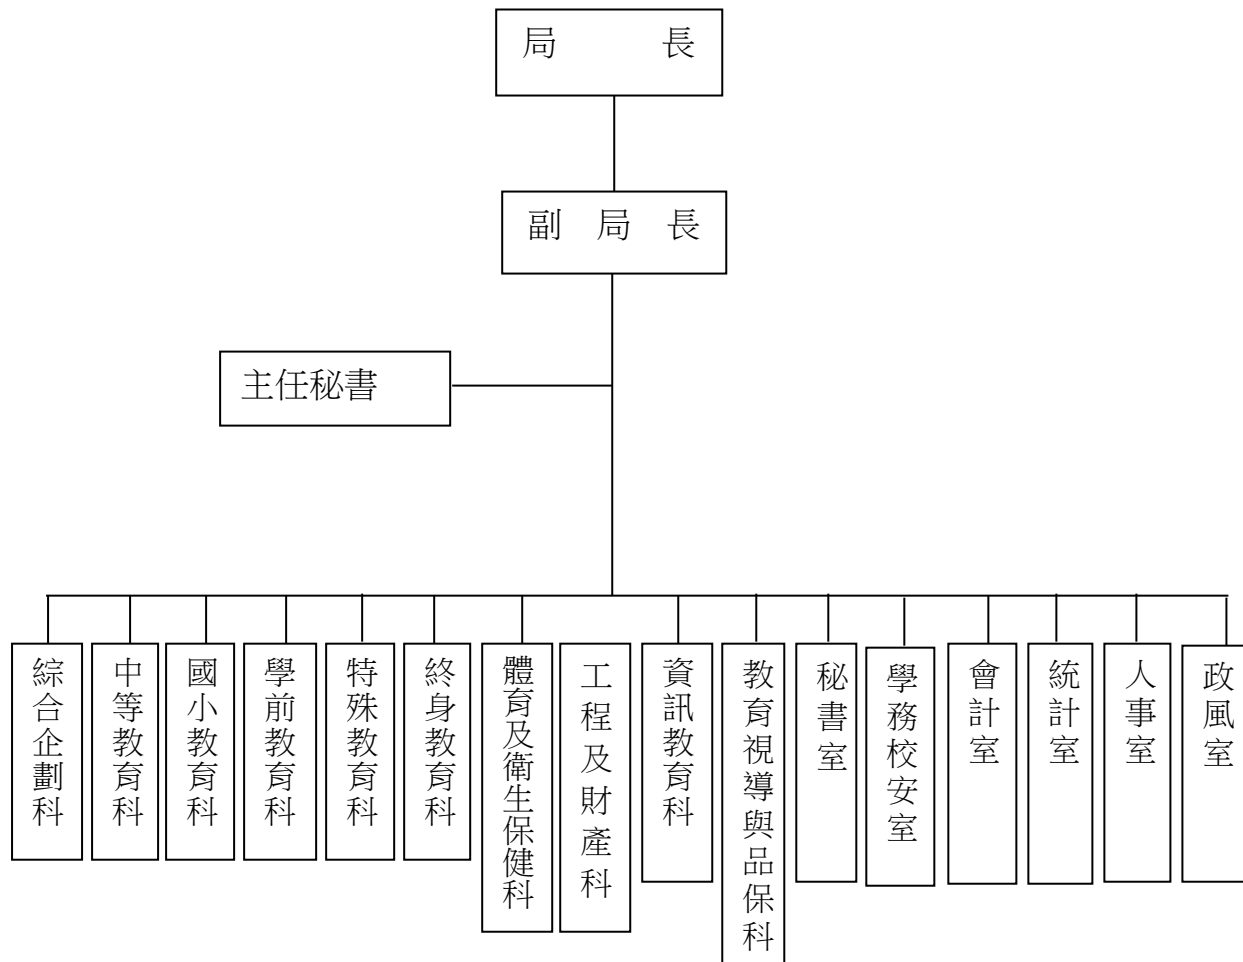 局 長
副 局 長
主任秘書
綜合企劃科
中等教育科
國小教育科
學前教育科
特殊教育科
終身教育科
體育及衛生保健科
工程及財產科
資訊教育科
教育視導與品保科
秘書室
學務校安室
會計室
統計室
人事室
政風室